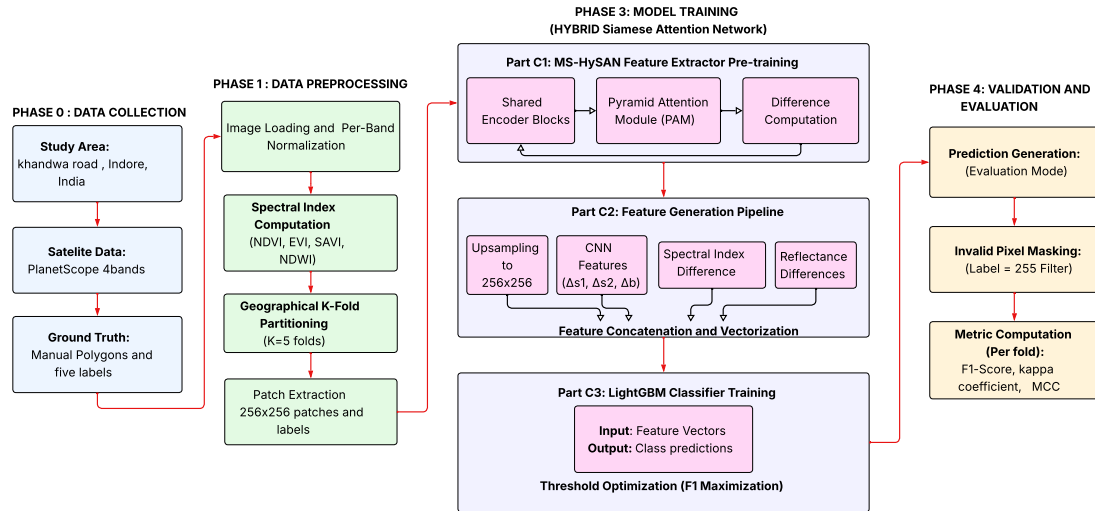 PHASE 0 : DATA COLLECTION
Study Area:
khandwa road , Indore,
India
Satelite Data:
PlanetScope 4bands
Ground Truth:
Manual Polygons and
five labels
PHASE 1 : DATA PREPROCESSING
Image Loading and Per-Band
Normalization
Spectral Index
Computation
(NDVI, EVI, SAVI,
NDWI)
Geographical K-Fold
Partitioning
(K=5 folds)
Patch Extraction
256x256 patches and
labels
PHASE 3: MODEL TRAINING
(HYBRID Siamese Attention Network)
Part C1: MS-HySAN Feature Extractor Pre-training
Shared
Encoder Blocks
Pyramid Attention
Module (PAM)
Difference
Computation
Part C2: Feature Generation Pipeline
Upsampling
to
256x256
CNN
Features
(Δs1, Δs2, Δb)
Spectral Index
Difference
Reflectance
Differences
Feature Concatenation and Vectorization
Part C3: LightGBM Classifier Training
Input: Feature Vectors
Output: Class predictions
Threshold Optimization (F1 Maximization)
PHASE 4: VALIDATION AND
EVALUATION
Prediction Generation:
(Evaluation Mode)
Invalid Pixel Masking:
(Label = 255 Filter)
Metric Computation
(Per fold):
F1-Score, kappa
coefficient, MCC